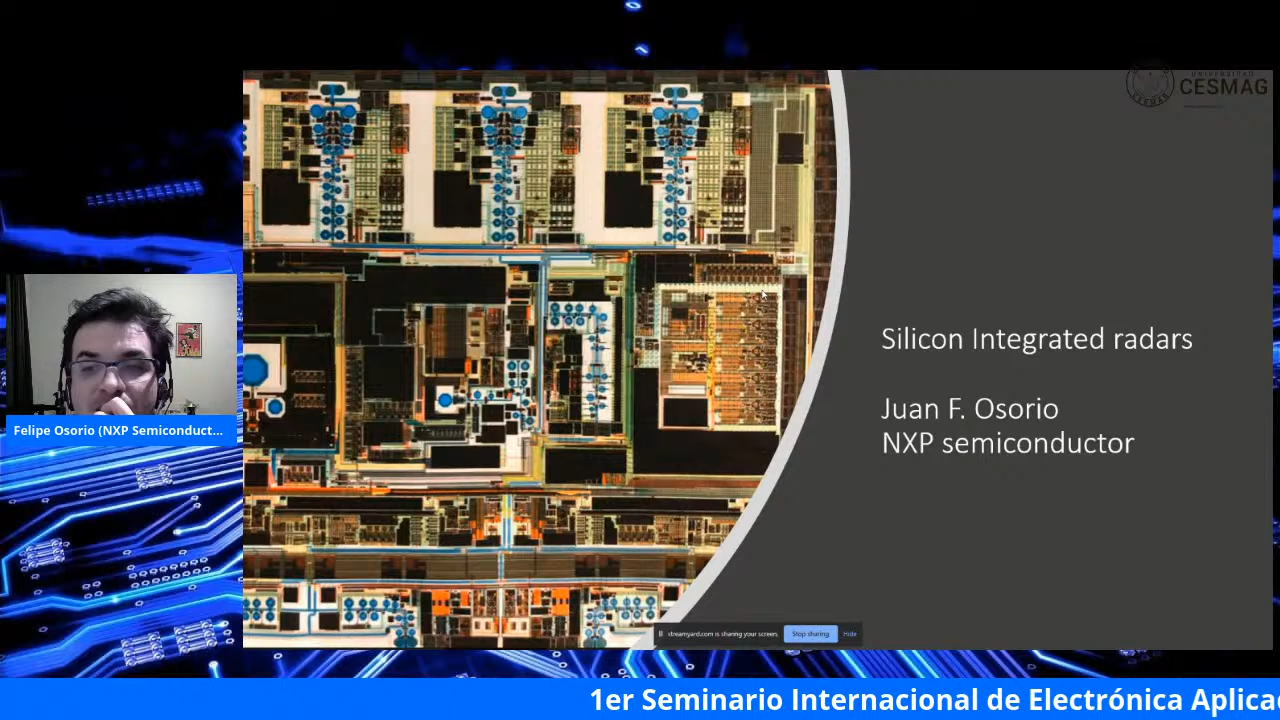 UNIVERSIDAD
CESMAG
Silicon Integrated radars
Juan F. Osorio
NXP semiconductor
Felipe Osorio (NXP Semiconduct...
streamyard.com is sharing your screen.
Stop sharing
Hide
1er Seminario Internacional de Electrónica Aplica